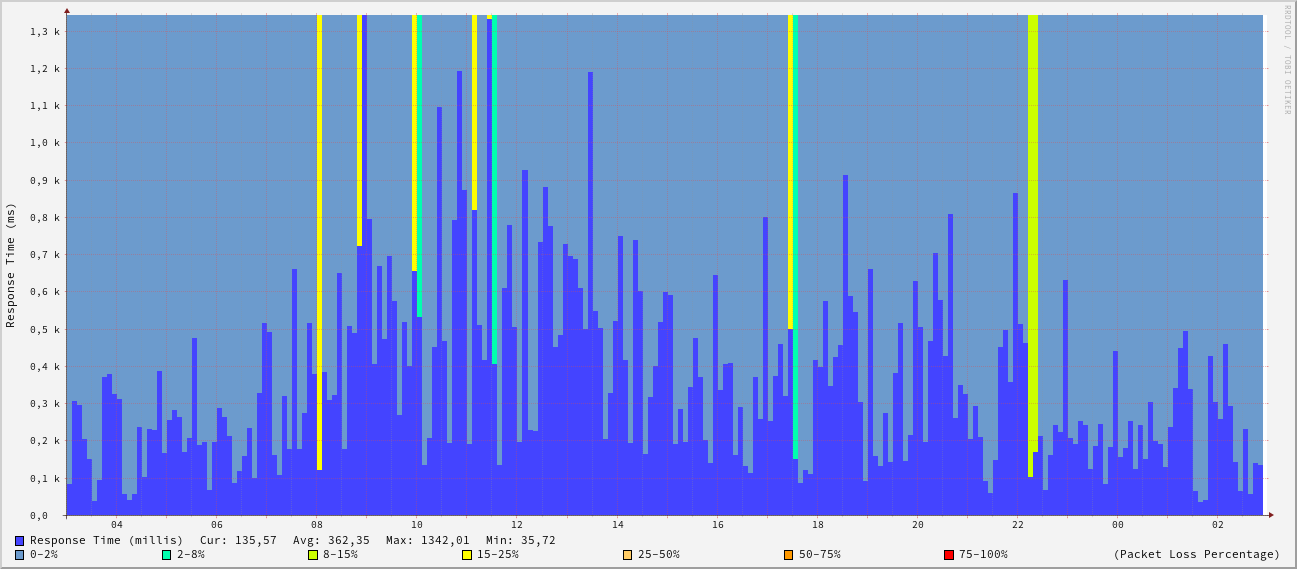 RRDTOOL / TOBI OETIKER
Response Time (ms)
1,3 k
1,2 k
1,1 k
1,0 k
0,9 k
0,8 k
0,7 k
0,6 k
0,5 k
0,4 k
0,3 k
0,2 k
0,1 k
0,0
04 06 08 10 12 14 16 18 20 22 00 02
Response Time (millis) Cur: 135,57 Avg: 362,35 Max: 1342,01 Min: 35,72
0-2% 2-8% 8-15% 15-25% 25-50% 50-75% 75-100% (Packet Loss Percentage)